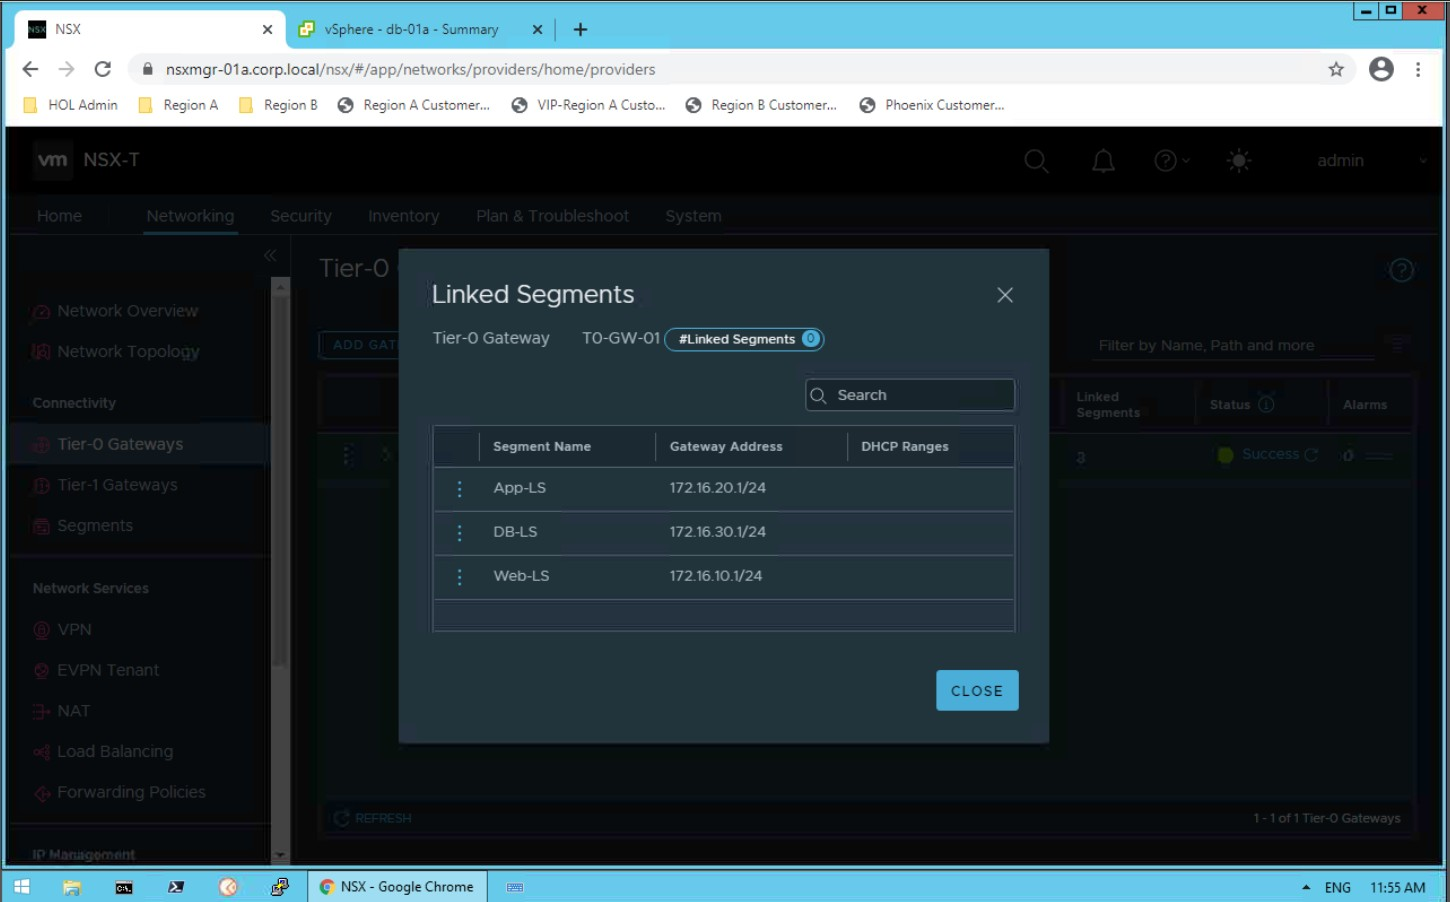 NSX
vSphere - db-01a - Summary
nsxmgr-01a.corp.local/nsx/#/app/networks/providers/home/providers
HOL Admin
Region A
Region B
Region A Customer...
VIP-Region A Custo...
Region B Customer...
Phoenix Customer...
vm NSX-T
admin
Home
Networking
Security
Inventory
Plan & Troubleshoot
System
Network Overview
Network Topology
Connectivity
Tier-0 Gateways
Tier-1 Gateways
Segments
Network Services
VPN
EVPN Tenant
NAT
Load Balancing
Forwarding Policies
IP Management
Tier-0
ADD GAT
Filter by Name, Path and more
Linked Segments
Status
Alarms
3
Success
0
REFRESH
1 - 1 of 1 Tier-0 Gateways
Linked Segments
Tier-0 Gateway T0-GW-01 #Linked Segments 0
Search
Segment Name Gateway Address DHCP Ranges
App-LS 172.16.20.1/24
DB-LS 172.16.30.1/24
Web-LS 172.16.10.1/24
CLOSE
NSX - Google Chrome
ENG 11:55 AM